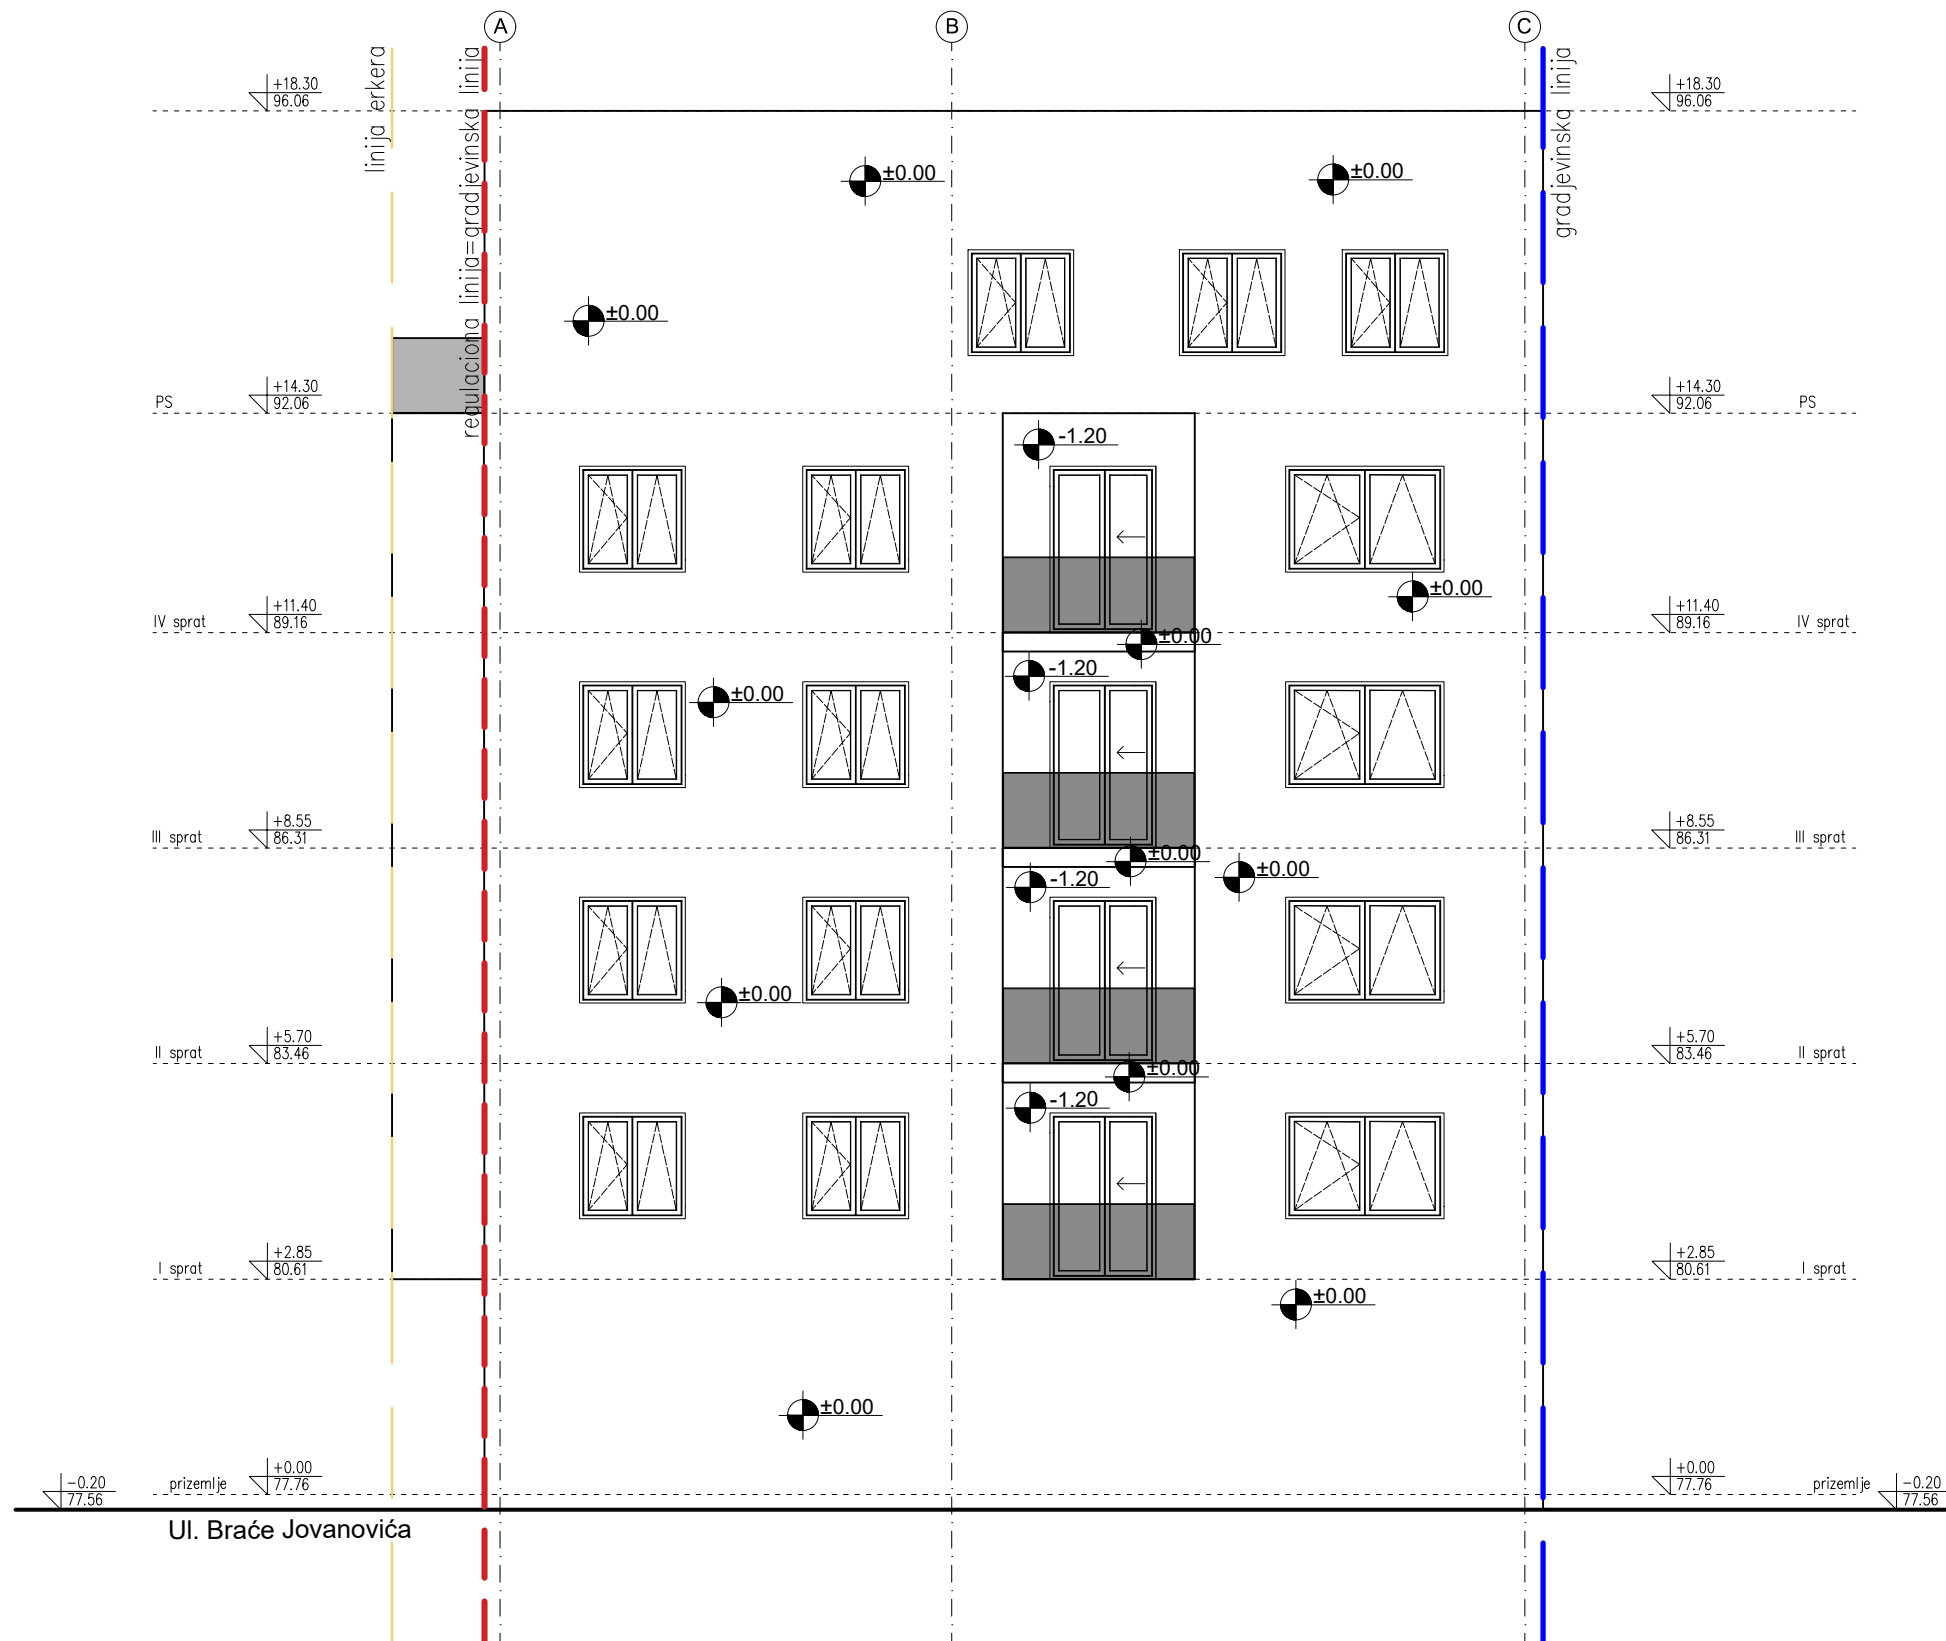 A
B
C
linija erkera
regulaciona linija=gradjevinska linija
gradjevinska linija
+18.30
96.06
+18.30
96.06
±0.00
±0.00
±0.00
PS
+14.30
92.06
+14.30
92.06
PS
-1.20
±0.00
IV sprat
+11.40
89.16
±0.00
+11.40
89.16
IV sprat
-1.20
±0.00
III sprat
+8.55
86.31
±0.00
+8.55
86.31
III sprat
-1.20
±0.00
±0.00
II sprat
+5.70
83.46
±0.00
+5.70
83.46
II sprat
-1.20
I sprat
+2.85
80.61
+2.85
80.61
I sprat
±0.00
±0.00
-0.20
77.56
prizemlje
+0.00
77.76
+0.00
77.76
prizemlje
-0.20
77.56
Ul. Braće Jovanovića